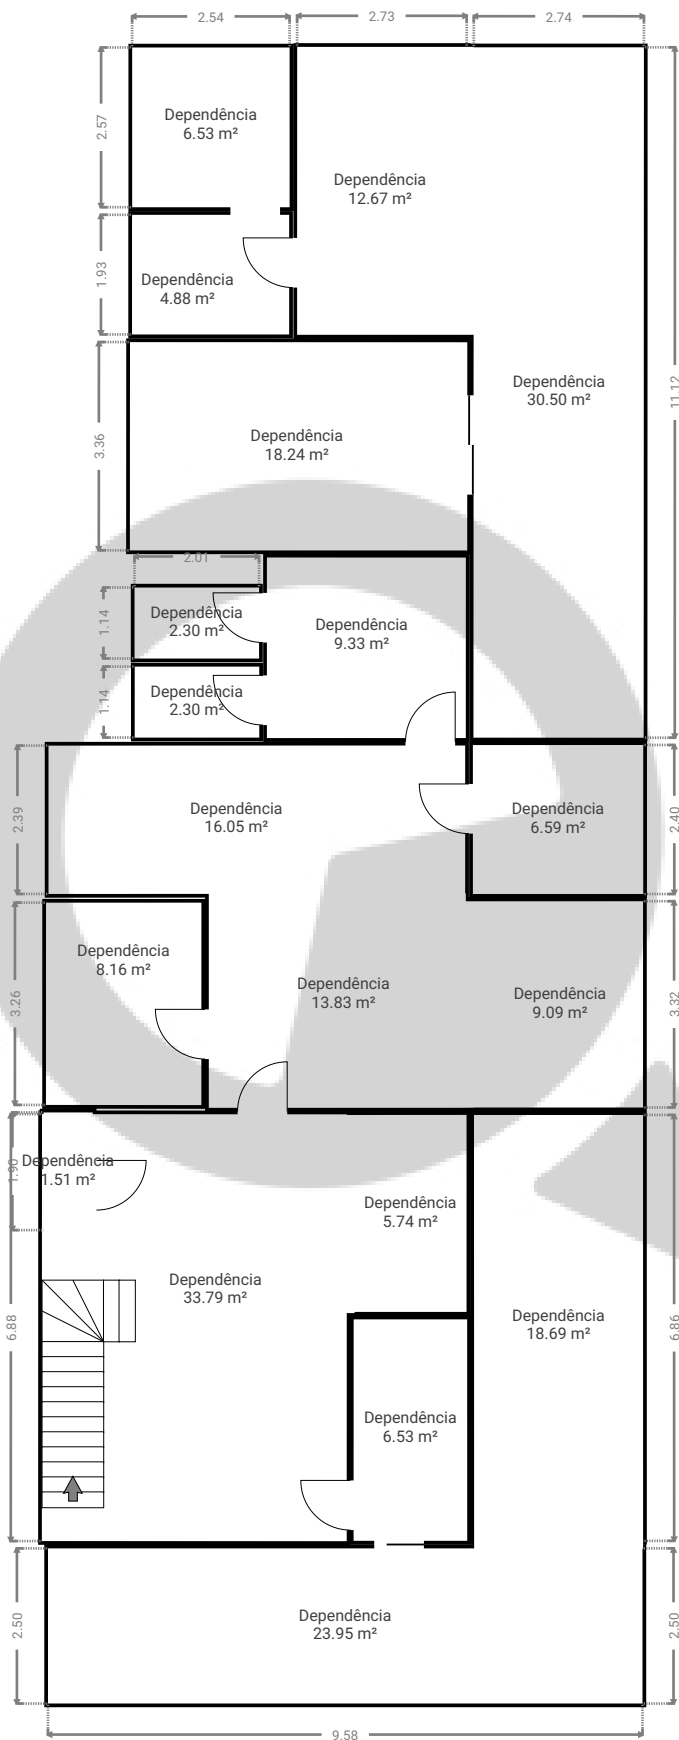 2.54
2.73
2.74
2.57
Dependência
6.53 m²
Dependência
12.67 m²
1.93
Dependência
4.88 m²
11.12
Dependência
30.50 m²
3.36
Dependência
18.24 m²
2.01
1.14
Dependência
2.30 m²
Dependência
9.33 m²
1.14
Dependência
2.30 m²
2.39
Dependência
16.05 m²
Dependência
6.59 m²
2.40
Dependência
8.16 m²
3.26
Dependência
13.83 m²
Dependência
9.09 m²
3.32
1.90
Dependência
1.51 m²
Dependência
5.74 m²
Dependência
33.79 m²
6.88
Dependência
18.69 m²
6.86
Dependência
6.53 m²
2.50
Dependência
23.95 m²
2.50
9.58